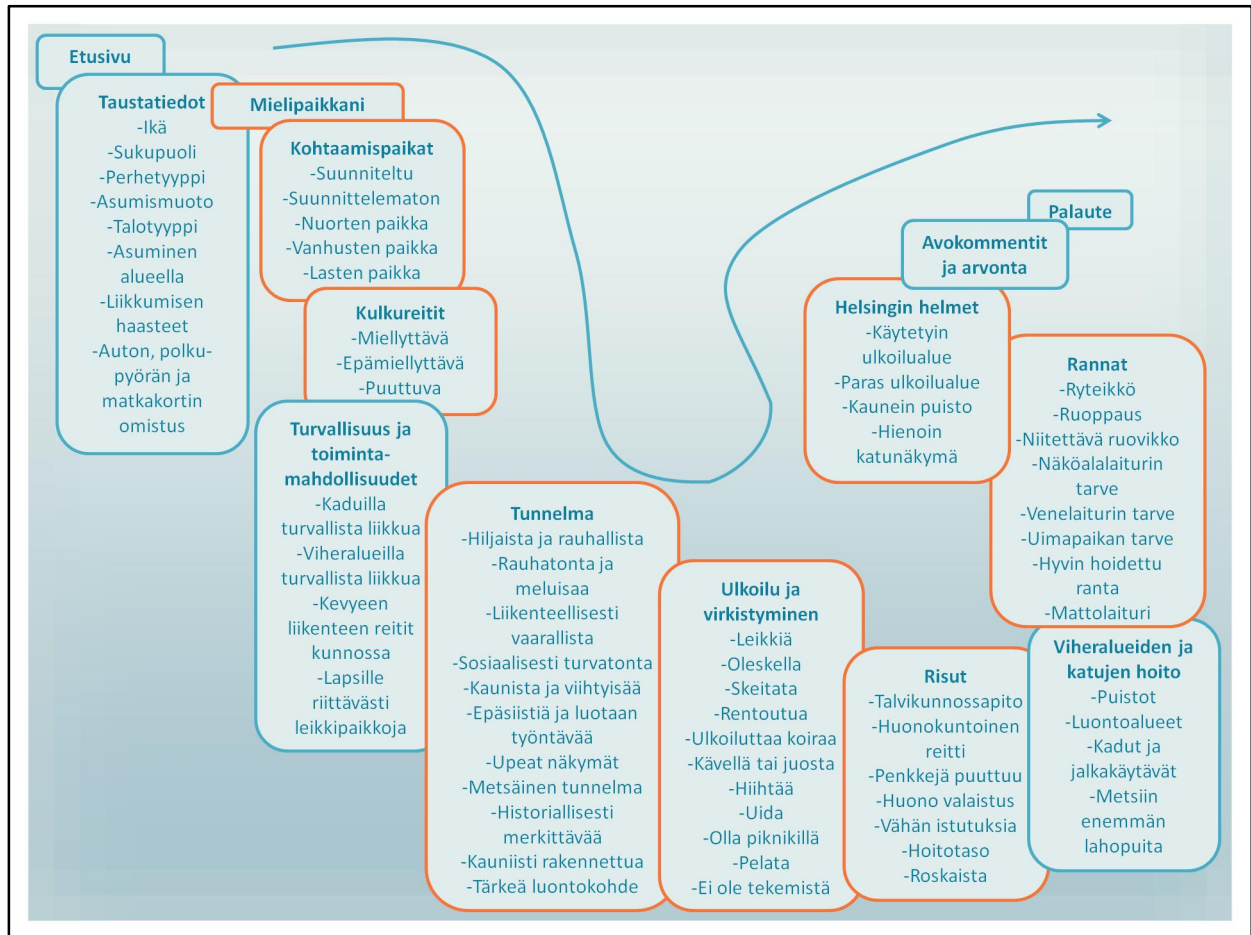 Etusivu
Taustatiedot
-Ikä
-Sukupuoli
-Perhetyyppi
-Asumismuoto
-Talotyyppi
-Asuminen
alueella
-Liikkumisen
haasteet
-Auton, polku-
pyörän ja
matkakortin
omistus
Mielipaikkani
Kohtaamispaikat
-Suunniteltu
-Suunnittelematon
-Nuorten paikka
-Vanhusten paikka
-Lasten paikka
Kulkureitit
-Miellyttävä
-Epämiellyttävä
-Puuttuva
Turvallisuus ja
toiminta-
mahdollisuudet
-Kaduilla
turvallista liikkua
-Viheralueilla
turvallista liikkua
-Kevyeen
liikenteen reitit
kunnossa
-Lapsille
riittävästi
leikkipaikkoja
Tunnelma
-Hiljaista ja rauhallista
-Rauhatonta ja
meluisaa
-Liikenteellisesti
vaarallista
-Sosiaalisesti turvatonta
-Kaunista ja viihtyisää
-Epäsiistiä ja luotaan
työntävää
-Upeat näkymät
-Metsäinen tunnelma
-Historiallisesti
merkittävää
-Kauniisti rakennettua
-Tärkeä luontokohde
Ulkoilu ja
virkistyminen
-Leikkiä
-Oleskella
-Skeitata
-Rentoutua
-Ulkoiluttaa koiraa
-Kävellä tai juosta
-Hiihtää
-Uida
-Olla piknikillä
-Pelata
-Ei ole tekemistä
Risut
-Talvikunnossapito
-Huonokuntoinen
reitti
-Penkkejä puuttuu
-Huono valaistus
-Vähän istutuksia
-Hoitotaso
-Roskaista
Viheralueiden ja
katujen hoito
-Puistot
-Luontoalueet
-Kadut ja
jalkakäytävät
-Metsiin
enemmän
lahopuita
Rannat
-Ryteikkö
-Ruoppaus
-Niitettävä ruovikko
-Näköalalaiturin
tarve
-Venelaiturin tarve
-Uimapaikan tarve
-Hyvin hoidettu
ranta
-Mattolaituri
Helsingin helmet
-Käytetyin
ulkoilualue
-Paras ulkoilualue
-Kaunein puisto
-Hienoin
katunäkymä
Avokommentit
ja arvonta
Palaute